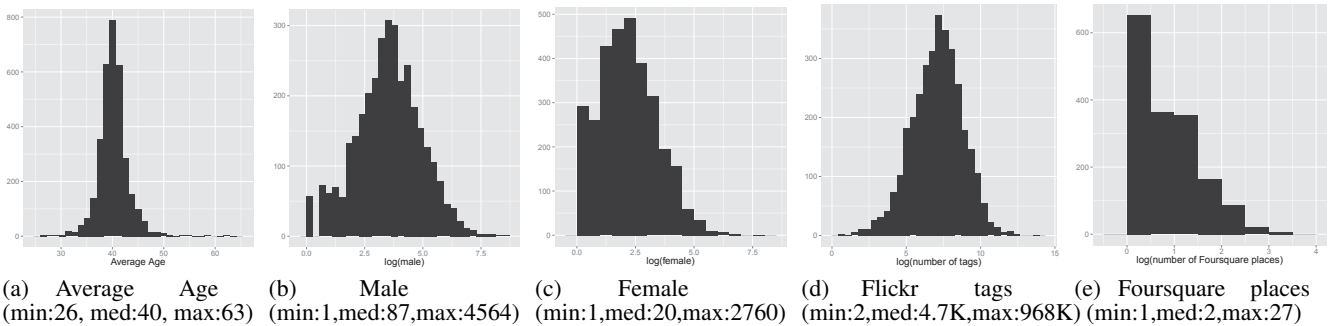 800
600
400
200
0
30
40
50
60
Average Age
300
200
100
0
0.0
2.5
5.0
7.5
log(male)
500
400
300
200
100
0
0.0
2.5
5.0
7.5
log(female)
300
200
100
0
0
5
10
15
log(number of tags)
600
400
200
0
0
1
2
3
4
log(number of Foursquare places)
(a) Average Age
(min:26, med:40, max:63)
(b) Male
(min:1,med:87,max:4564)
(c) Female
(min:1,med:20,max:2760)
(d) Flickr tags
(min:2,med:4.7K,max:968K)
(e) Foursquare places
(min:1,med:2,max:27)